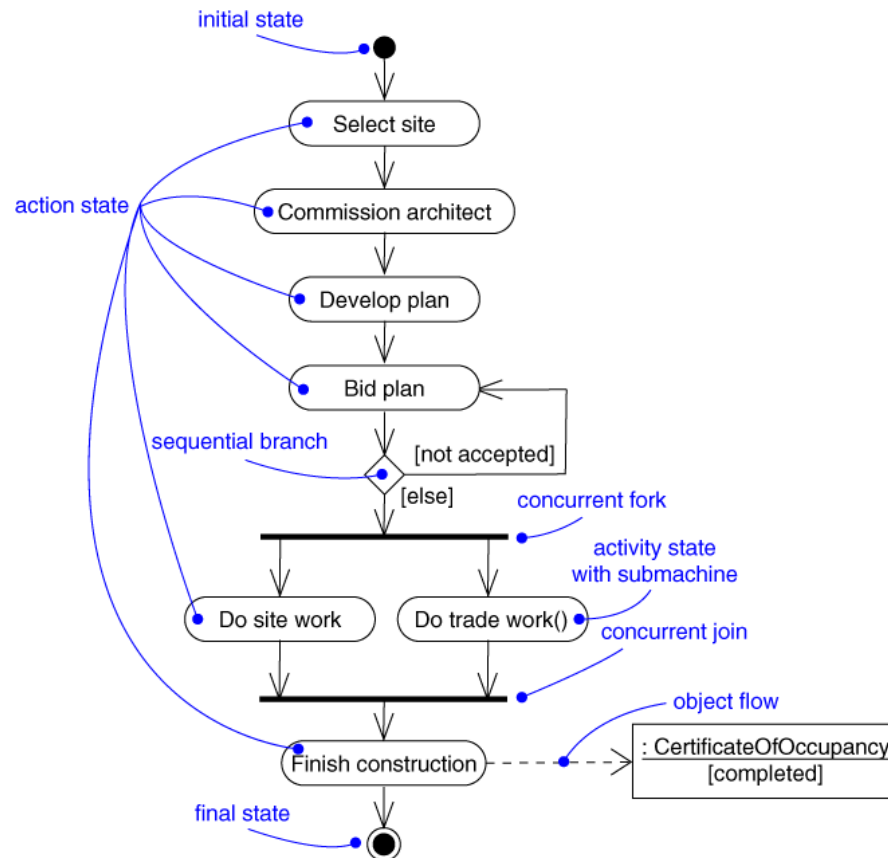 initial state
Select site
action state
Commission architect
Develop plan
Bid plan
sequential branch
[not accepted]
[else]
concurrent fork
activity state
with submachine
Do site work
Do trade work()
concurrent join
object flow
: CertificateOfOccupancy
[completed]
Finish construction
final state